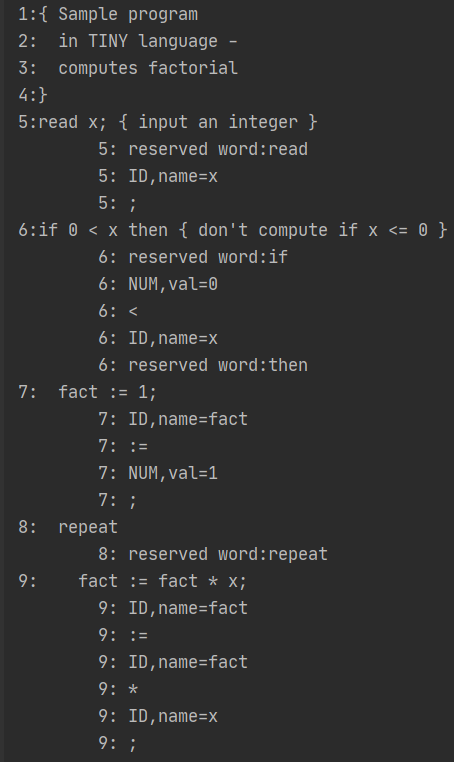 1:{ Sample program
2:  in TINY language -
3:  computes factorial
4:}
5:read x; { input an integer }
5: reserved word:read
5: ID,name=x
5: ;
6:if 0 < x then { don't compute if x <= 0 }
6: reserved word:if
6: NUM,val=0
6: <
6: ID,name=x
6: reserved word:then
7:  fact := 1;
7: ID,name=fact
7: :=
7: NUM,val=1
7: ;
8:  repeat
8: reserved word:repeat
9:    fact := fact * x;
9: ID,name=fact
9: :=
9: ID,name=fact
9: *
9: ID,name=x
9: ;